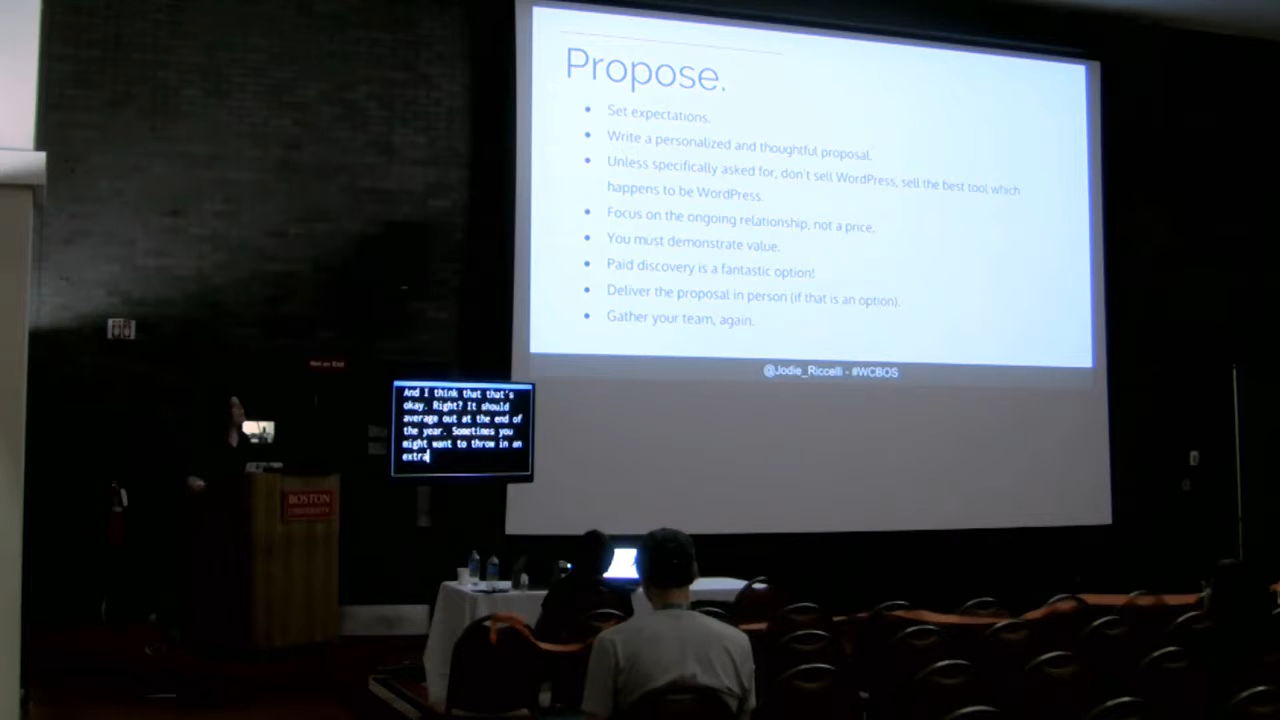 Propose.
Set expectations.
Write a personalized and thoughtful proposal.
Unless specifically asked for, don't sell WordPress, sell the best tool which
happens to be WordPress.
Focus on the ongoing relationship, not a price.
You must demonstrate value.
Paid discovery is a fantastic option!
Deliver the proposal in person (if that is an option).
Gather your team, again.
@Jodie_Riccelli - #WCBOS
Not an Exit
And I think that that's
okay. Right? It should
average out at the end of
the year. Sometimes you
might want to throw in an
extra
BOSTON
UNIVERSITY